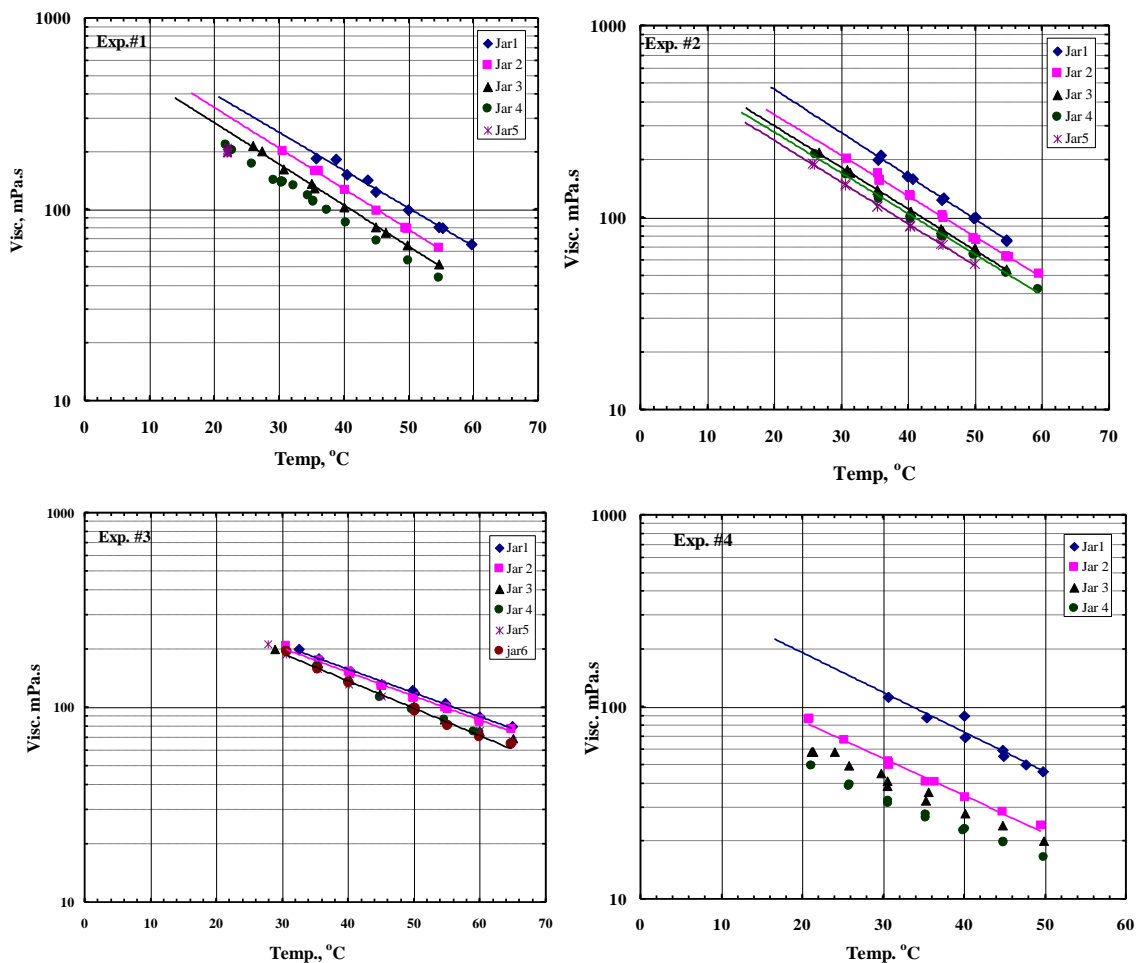 1000
Exp.#1
Jar1
Jar 2
Jar 3
Jar 4
Jar5
Visc, mPa.s
100
10
0 10 20 30 40 50 60 70
Temp, °C
1000
Exp. #2
Jar1
Jar 2
Jar 3
Jar 4
Jar5
Visc. mPa.s
100
10
0 10 20 30 40 50 60 70
Temp, °C
1000
Exp. #3
Jar1
Jar 2
Jar 3
Jar 4
Jar5
jar6
Visc. mPa.s
100
10
0 10 20 30 40 50 60 70
Temp., °C
1000
Exp. #4
Jar1
Jar 2
Jar 3
Jar 4
Visc. mPa.s
100
10
0 10 20 30 40 50 60
Temp. °C